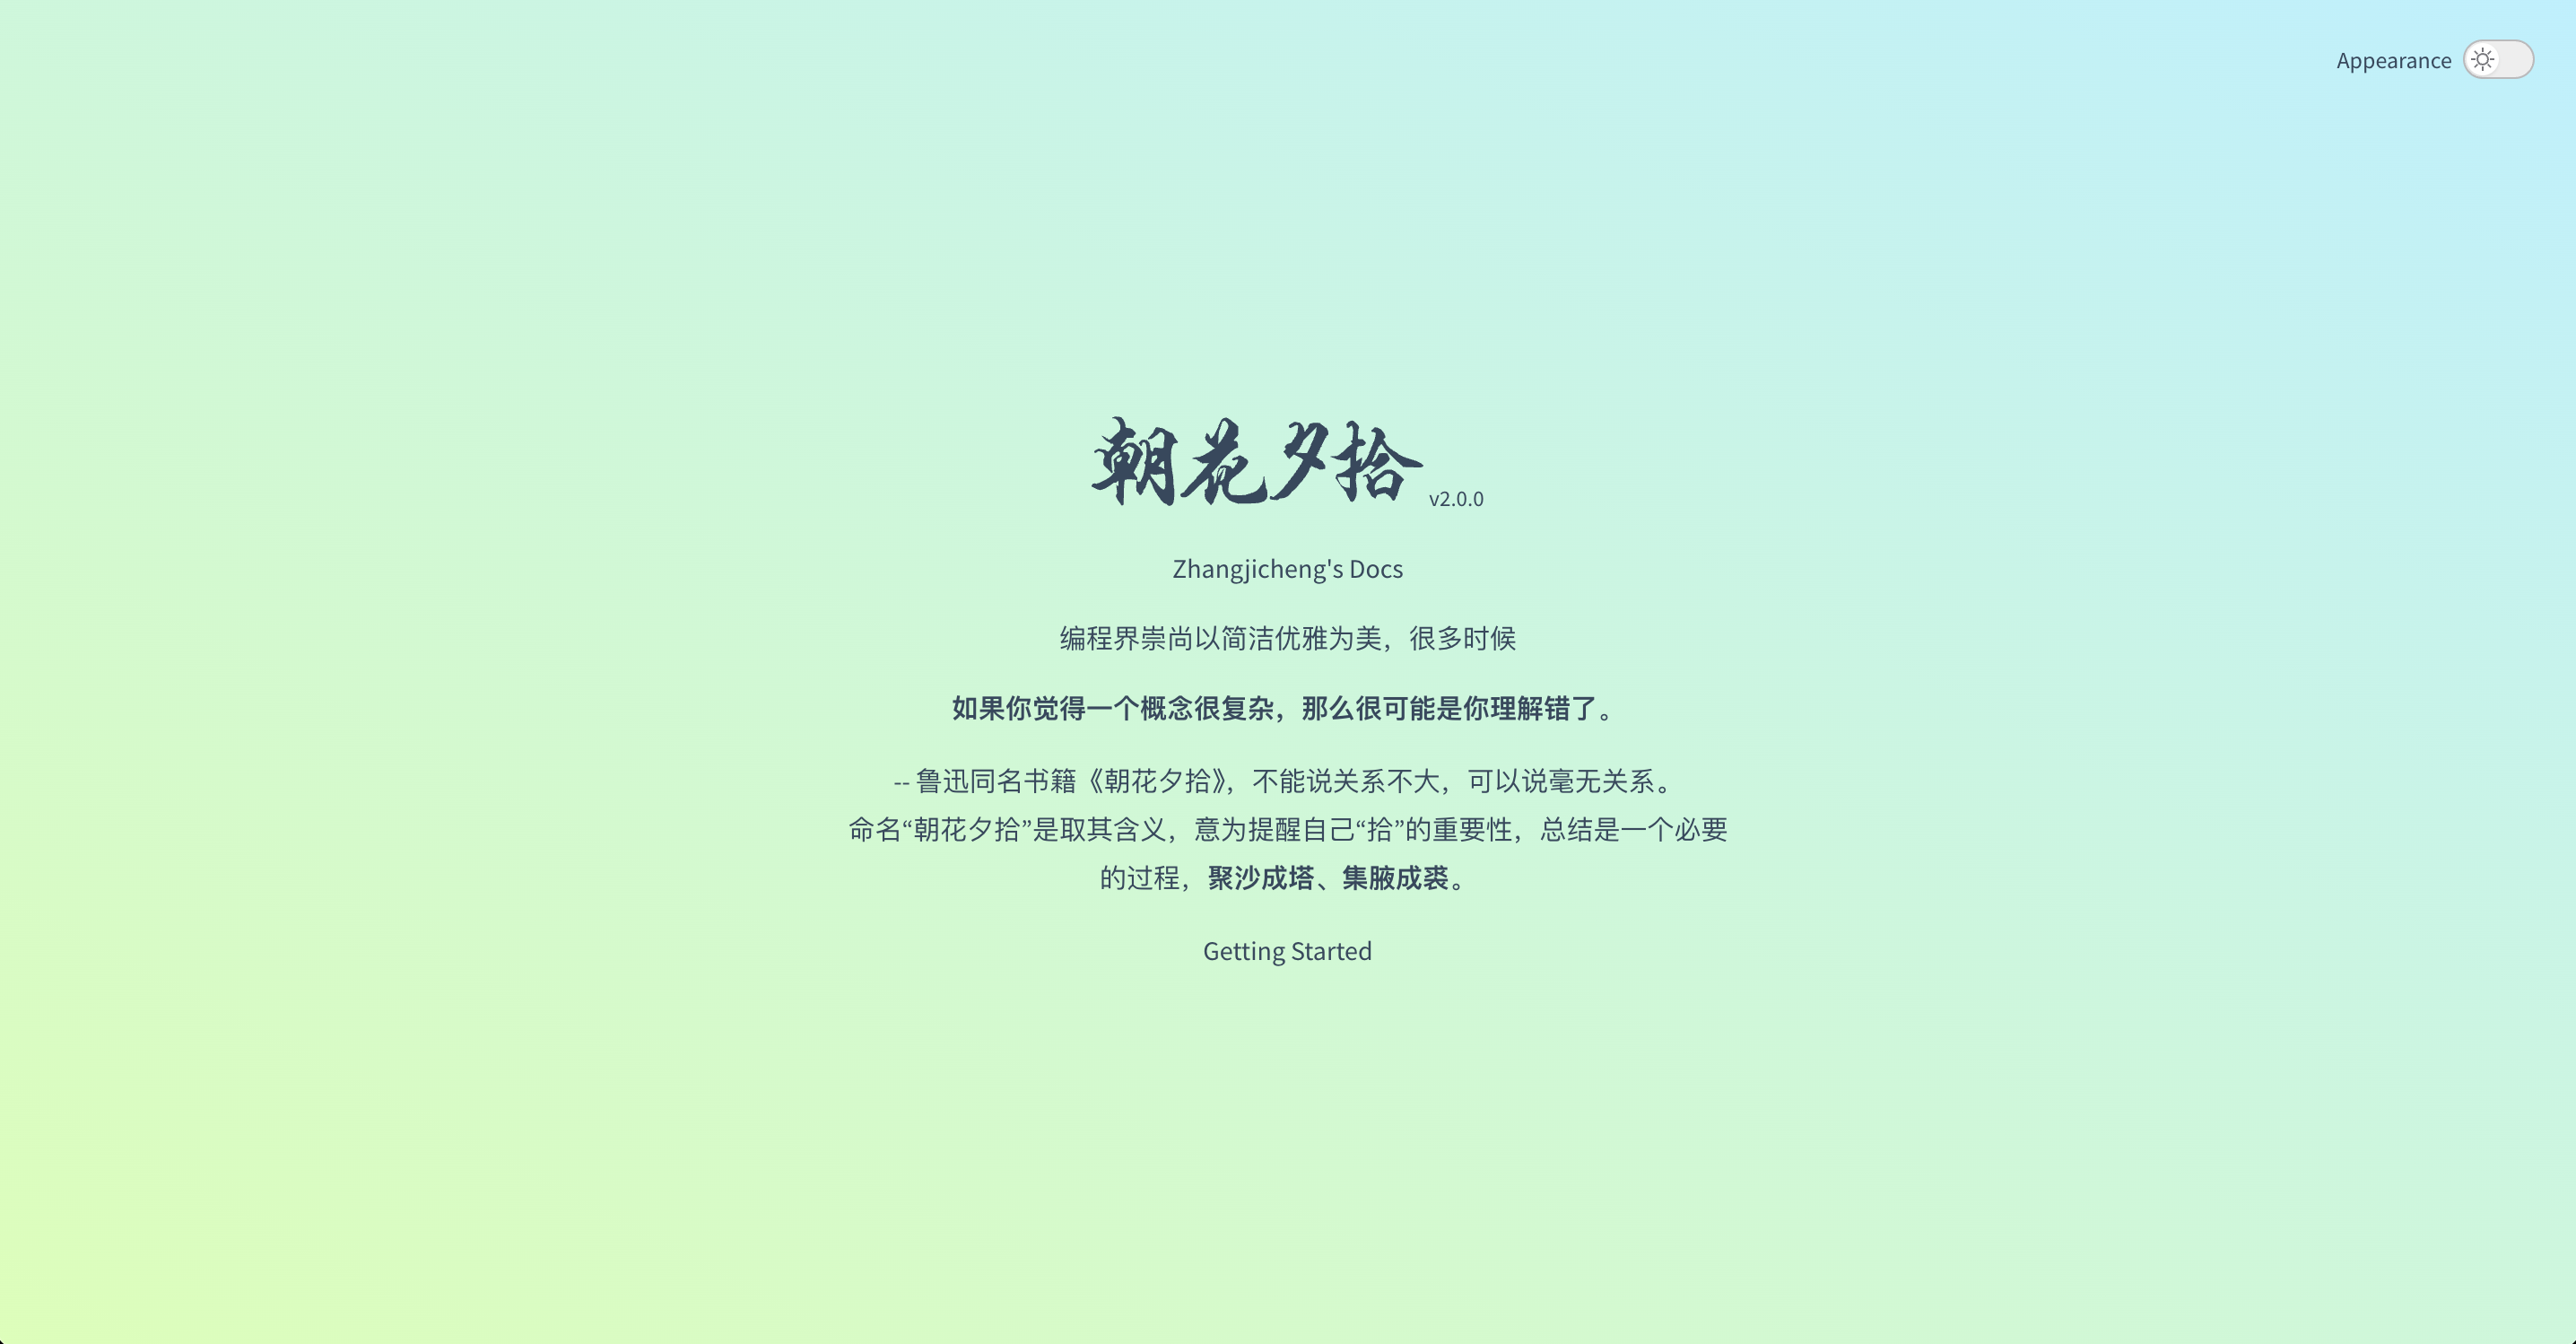 Appearance
朝花夕拾 v2.0.0
Zhangjicheng's Docs
编程界崇尚以简洁优雅为美，很多时候
如果你觉得一个概念很复杂，那么很可能是你理解错了。
-- 鲁迅同名书籍《朝花夕拾》，不能说关系不大，可以说毫无关系。
命名“朝花夕拾”是取其含义，意为提醒自己“拾”的重要性，总结是一个必要
的过程，聚沙成塔、集腋成裘。
Getting Started